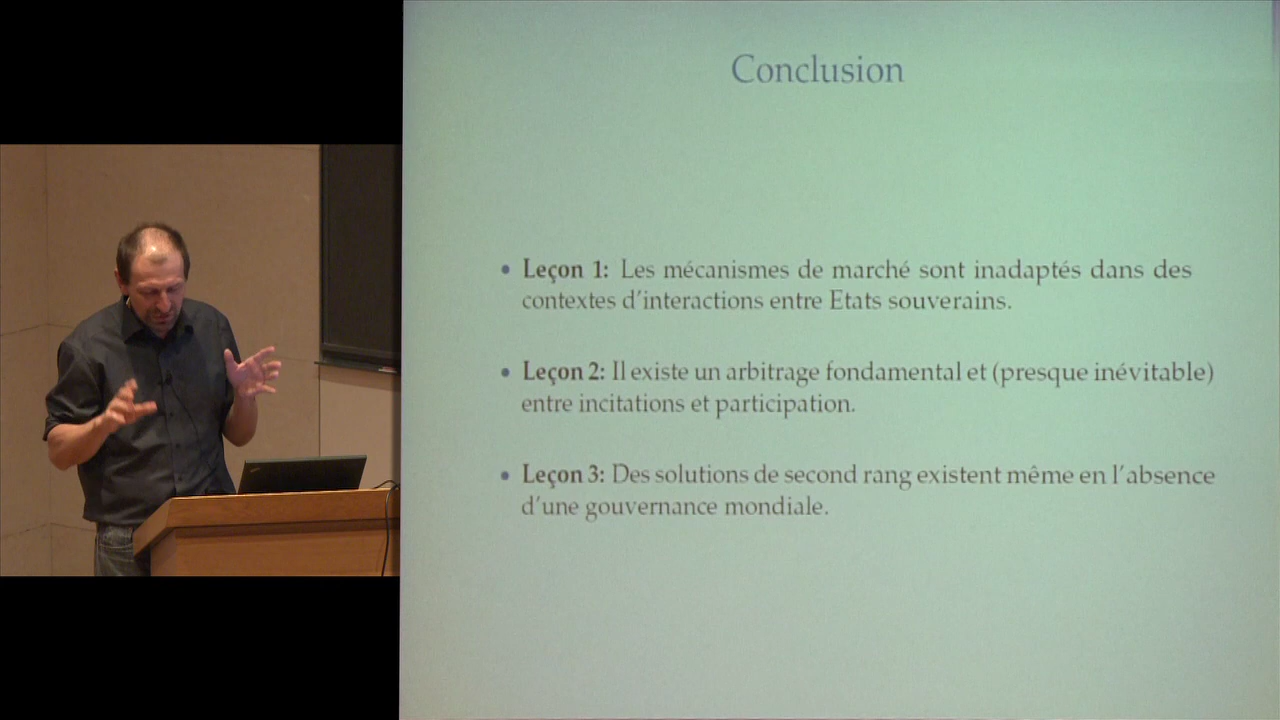 Conclusion
• Leçon 1: Les mécanismes de marché sont inadaptés dans des
contextes d'interactions entre Etats souverains.
• Leçon 2: Il existe un arbitrage fondamental et (presque inévitable)
entre incitations et participation.
• Leçon 3: Des solutions de second rang existent même en l'absence
d'une gouvernance mondiale.